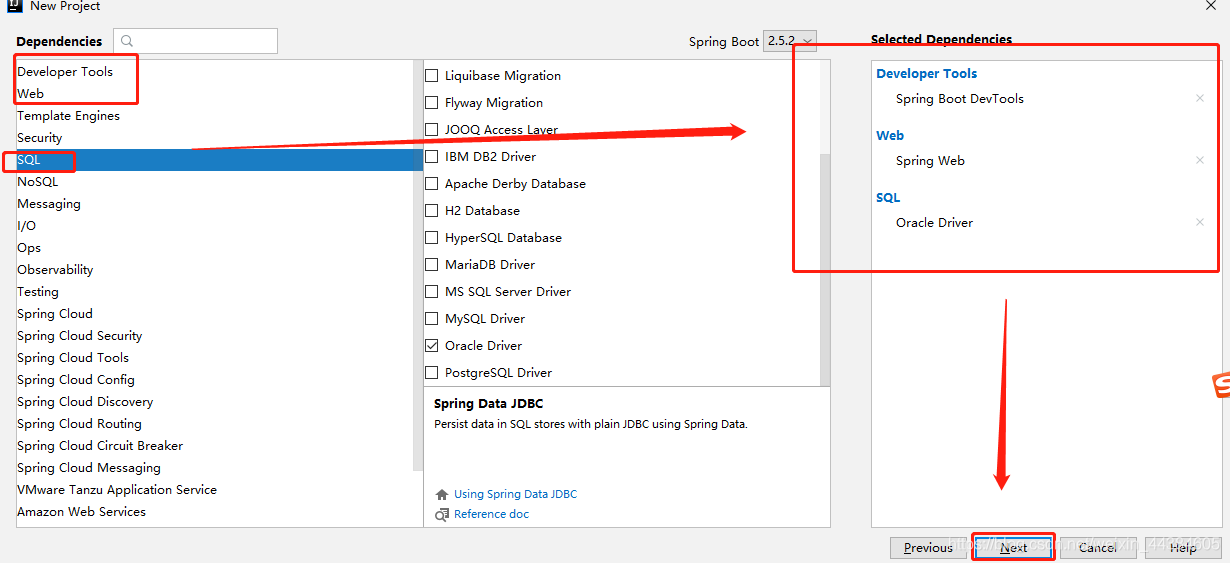 New Project
Dependencies
Spring Boot 2.5.2
Selected Dependencies
Developer Tools
Web
Template Engines
Security
SQL
NoSQL
Messaging
I/O
Ops
Observability
Testing
Spring Cloud
Spring Cloud Security
Spring Cloud Tools
Spring Cloud Config
Spring Cloud Discovery
Spring Cloud Routing
Spring Cloud Circuit Breaker
Spring Cloud Messaging
VMware Tanzu Application Service
Amazon Web Services
Liquibase Migration
Flyway Migration
JOOQ Access Layer
IBM DB2 Driver
Apache Derby Database
H2 Database
HyperSQL Database
MariaDB Driver
MS SQL Server Driver
MySQL Driver
Oracle Driver
PostgreSQL Driver
Spring Data JDBC
Persist data in SQL stores with plain JDBC using Spring Data.
Using Spring Data JDBC
Reference doc
Developer Tools
Spring Boot DevTools
Web
Spring Web
SQL
Oracle Driver
Previous
Next
Cancel
Help